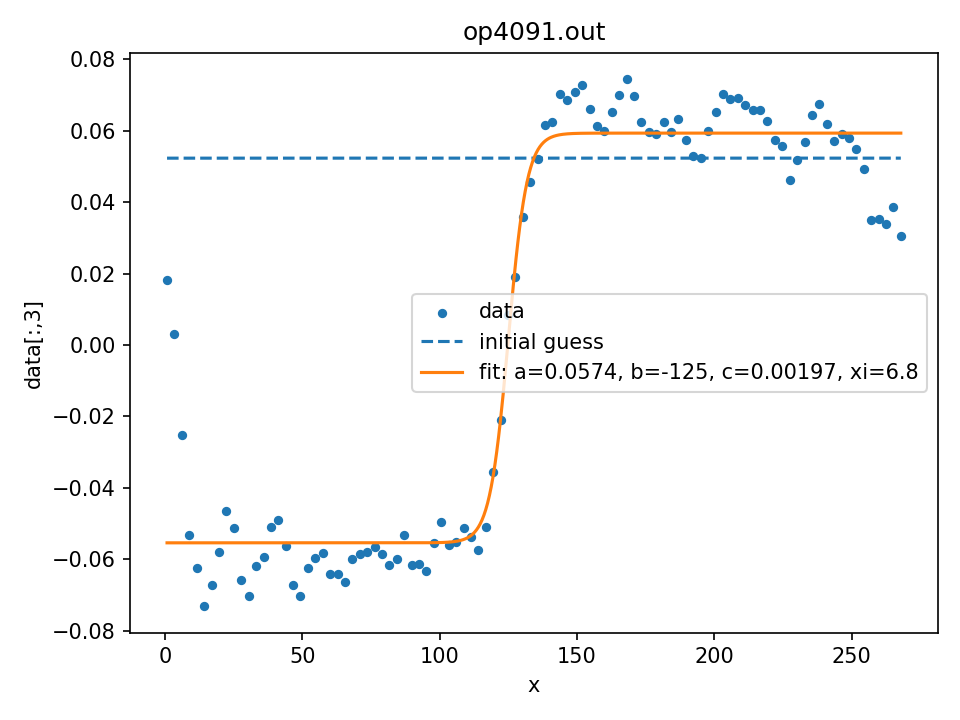 op4091.out
0.08
0.06
0.04
0.02
0.00
−0.02
−0.04
−0.06
−0.08
data[:,3]
data
initial guess
fit: a=0.0574, b=-125, c=0.00197, xi=6.8
0 50 100 150 200 250
x